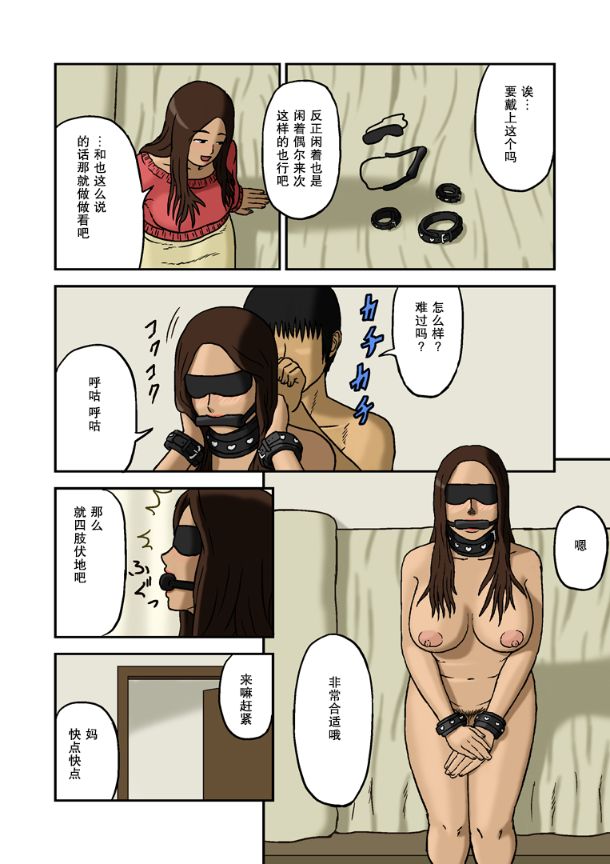 诶…
要戴上这个吗
反正闲着也是
闲着偶尔来次
这样的也行吧
…和也这么说
的话那就做做看吧
怎么样?
难过吗?
カチカチ
コクコク
呼咕 呼咕
嗯
非常合适哦
那么
就四肢伏地吧
ふぐっ
来嘛赶紧
妈
快点快点